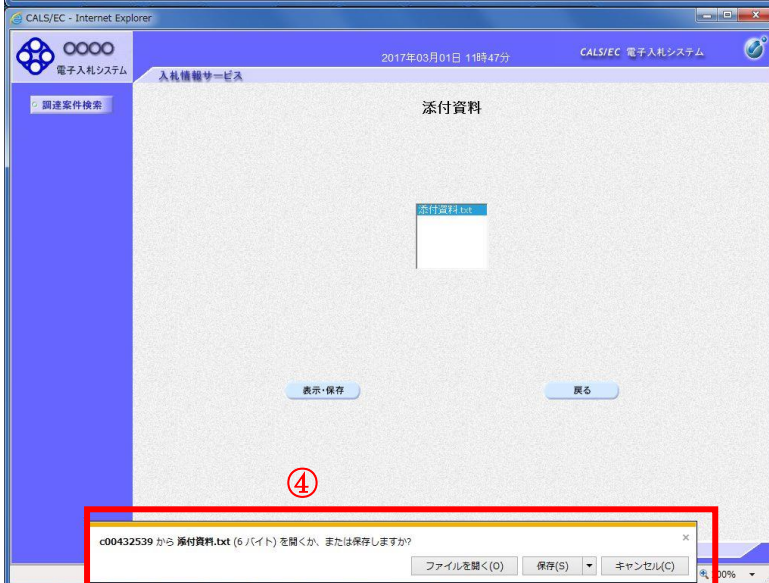 CALS/EC - Internet Explorer
OOOO
電子入札システム
2017年03月01日 11時47分
CALS/EC 電子入札システム
入札情報サービス
調達案件検索
添付資料
添付資料.txt
表示・保存
戻る
④
c00432539 から 添付資料.txt (6 バイト) を開くか、または保存しますか?
×
ファイルを開く(O)
保存(S)
キャンセル(C)
00%